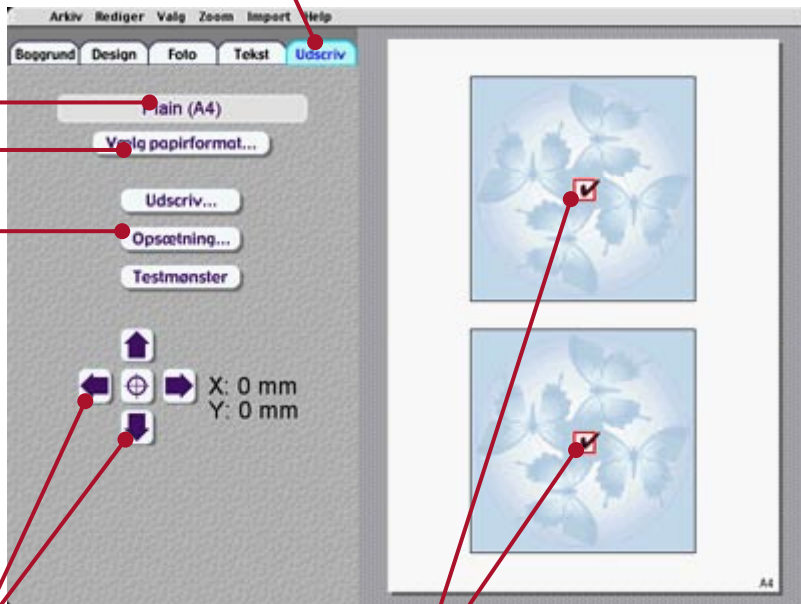 Arkiv Rediger Valg Zoom Import Help
Baggrund Design Foto Tekst Udscriv
Plain (A4)
Vælg papirformat...
Udscriv...
Opsætning...
Testmønster
X: 0 mm
Y: 0 mm
A4